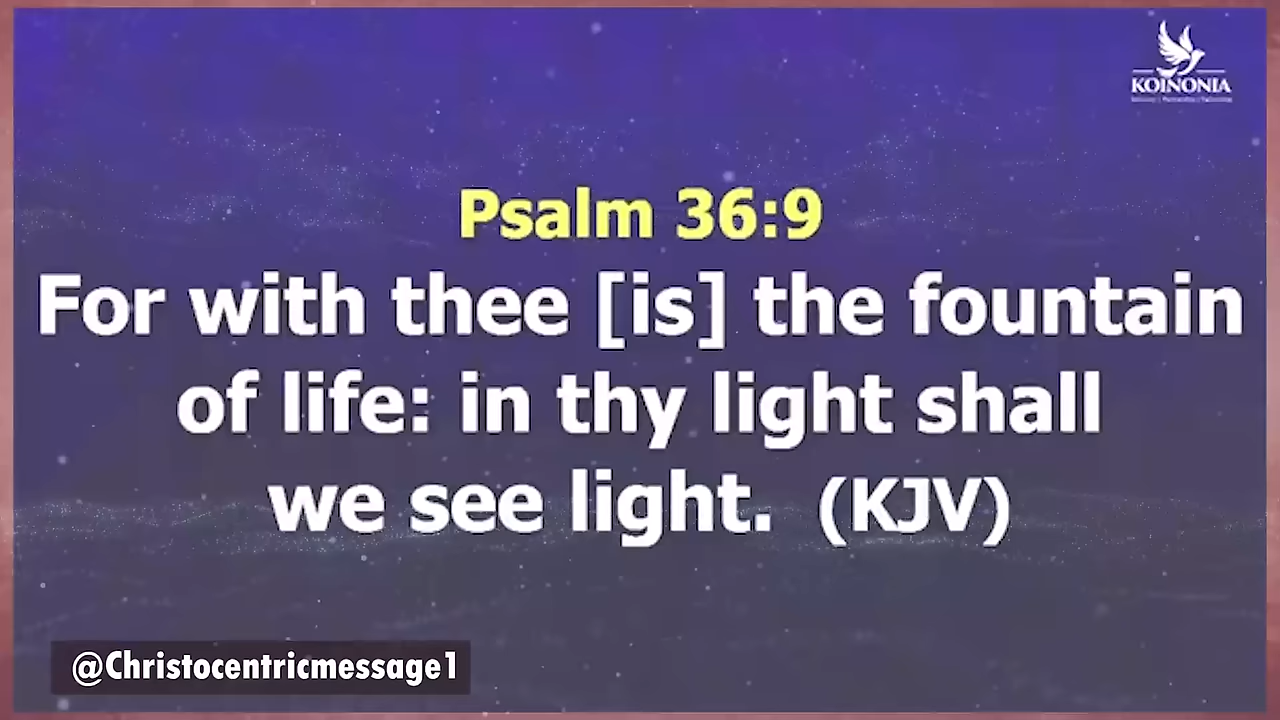 KOINONIA
Psalm 36:9
For with thee [is] the fountain
of life: in thy light shall
we see light. (KJV)
@Christocentricmessage1